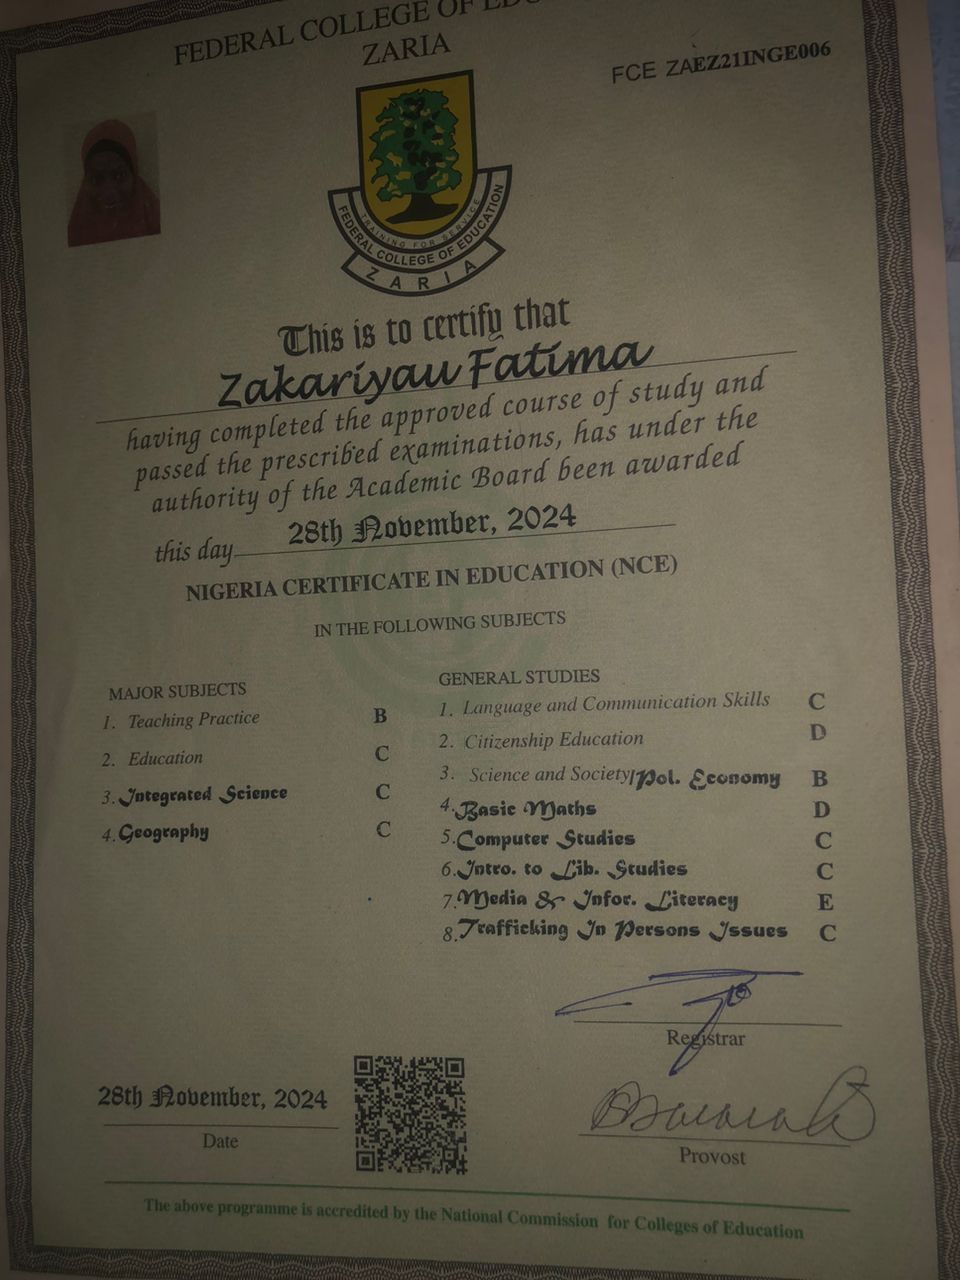 FEDERAL COLLEGE OF
ZARIA
FCE ZAEZ21INGE006
TRAINING FOR SERVICE
FEDERAL COLLEGE OF EDUCATION
ZARIA
This is to certify that
Zakariyau Fatima
having completed the approved course of study and
passed the prescribed examinations, has under the
authority of the Academic Board been awarded
this day 28th November, 2024
NIGERIA CERTIFICATE IN EDUCATION (NCE)
IN THE FOLLOWING SUBJECTS
MAJOR SUBJECTS
1. Teaching Practice B
2. Education C
3. Integrated Science C
4. Geography C
GENERAL STUDIES
1. Language and Communication Skills C
2. Citizenship Education D
3. Science and Society/Pol. Economy B
4. Basic Maths D
5. Computer Studies C
6. Intro. to Lib. Studies C
7. Media & Infor. Literacy E
8. Trafficking In Persons Issues C
Registrar
28th November, 2024
Date
Provost
The above programme is accredited by the National Commission for Colleges of Education